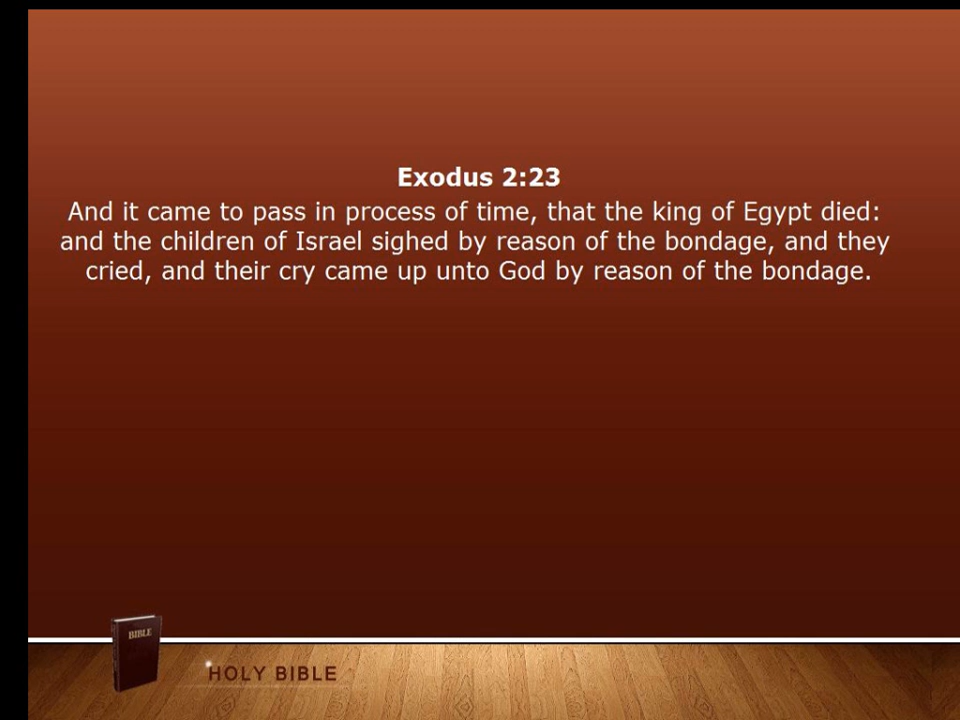 Exodus 2:23
And it came to pass in process of time, that the king of Egypt died:
and the children of Israel sighed by reason of the bondage, and they
cried, and their cry came up unto God by reason of the bondage.
BIBLE
HOLY BIBLE